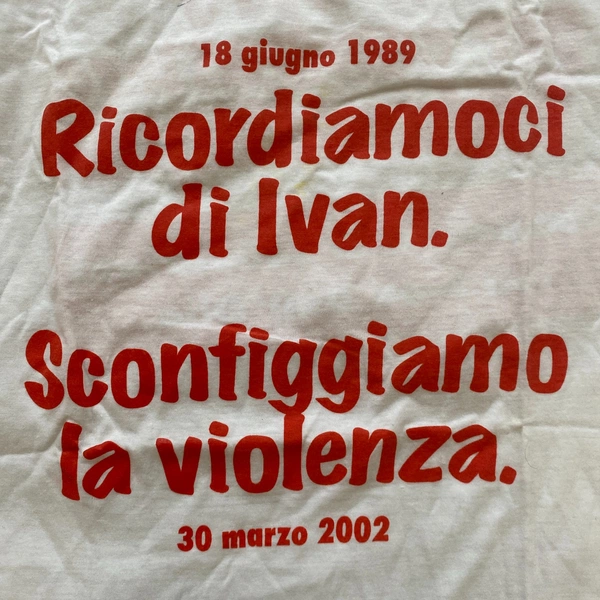 18 giugno 1989
Ricordiamoci
di Ivan.
Sconfiggiamo
la violenza.
30 marzo 2002